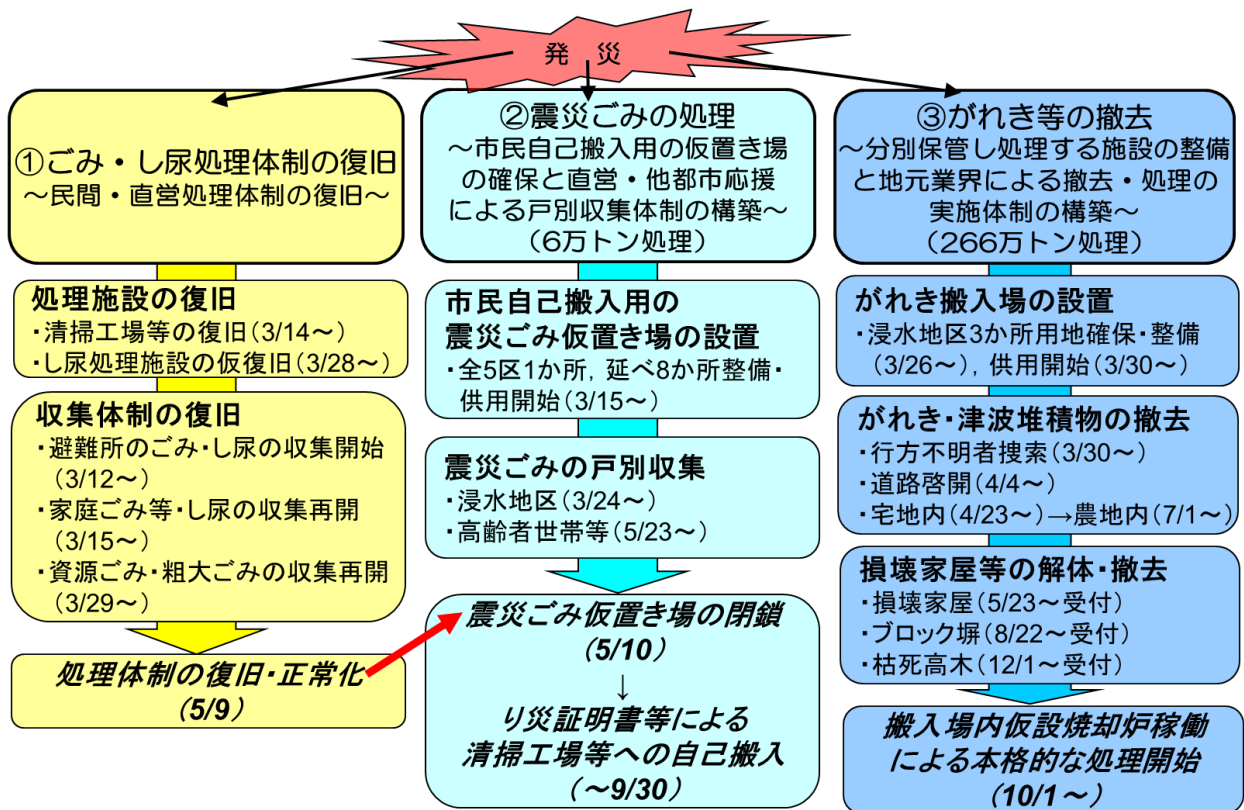 発 災
①ごみ・し尿処理体制の復旧
～民間・直営処理体制の復旧～
処理施設の復旧
・清掃工場等の復旧(3/14～)
・し尿処理施設の仮復旧(3/28～)
収集体制の復旧
・避難所のごみ・し尿の収集開始
(3/12～)
・家庭ごみ等・し尿の収集再開
(3/15～)
・資源ごみ・粗大ごみの収集再開
(3/29～)
処理体制の復旧・正常化
(5/9)
②震災ごみの処理
～市民自己搬入用の仮置き場
の確保と直営・他都市応援
による戸別収集体制の構築～
(6万トン処理)
市民自己搬入用の
震災ごみ仮置き場の設置
・全5区1か所, 延べ8か所整備・
供用開始(3/15～)
震災ごみの戸別収集
・浸水地区(3/24～)
・高齢者世帯等(5/23～)
震災ごみ仮置き場の閉鎖
(5/10)
↓
り災証明書等による
清掃工場等への自己搬入
(～9/30)
③がれき等の撤去
～分別保管し処理する施設の整備
と地元業界による撤去・処理の
実施体制の構築～
(266万トン処理)
がれき搬入場の設置
・浸水地区3か所用地確保・整備
(3/26～), 供用開始(3/30～)
がれき・津波堆積物の撤去
・行方不明者捜索(3/30～)
・道路啓開(4/4～)
・宅地内(4/23～)→農地内(7/1～)
損壊家屋等の解体・撤去
・損壊家屋(5/23～受付)
・ブロック塀(8/22～受付)
・枯死高木(12/1～受付)
搬入場内仮設焼却炉稼働
による本格的な処理開始
(10/1～)